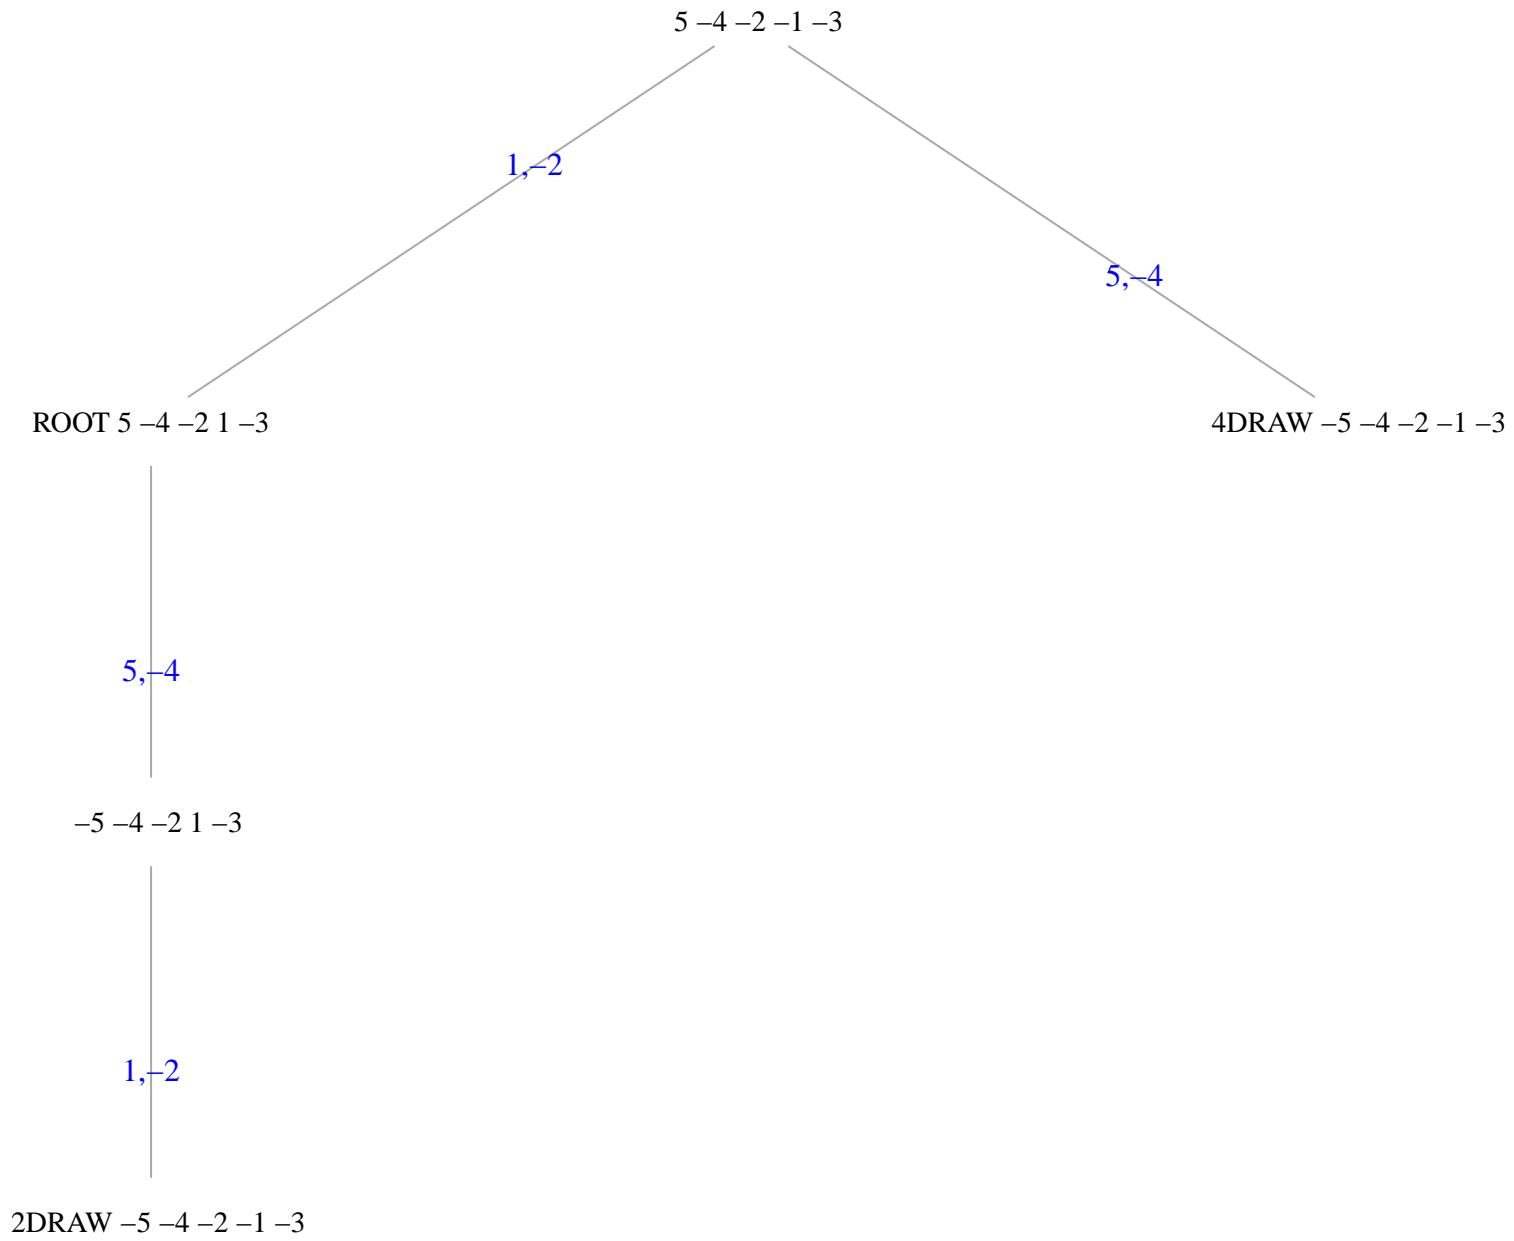 5 –4 –2 –1 –3
1,–2
5,–4
ROOT 5 –4 –2 1 –3
4DRAW –5 –4 –2 –1 –3
5,–4
–5 –4 –2 1 –3
1,–2
2DRAW –5 –4 –2 –1 –3